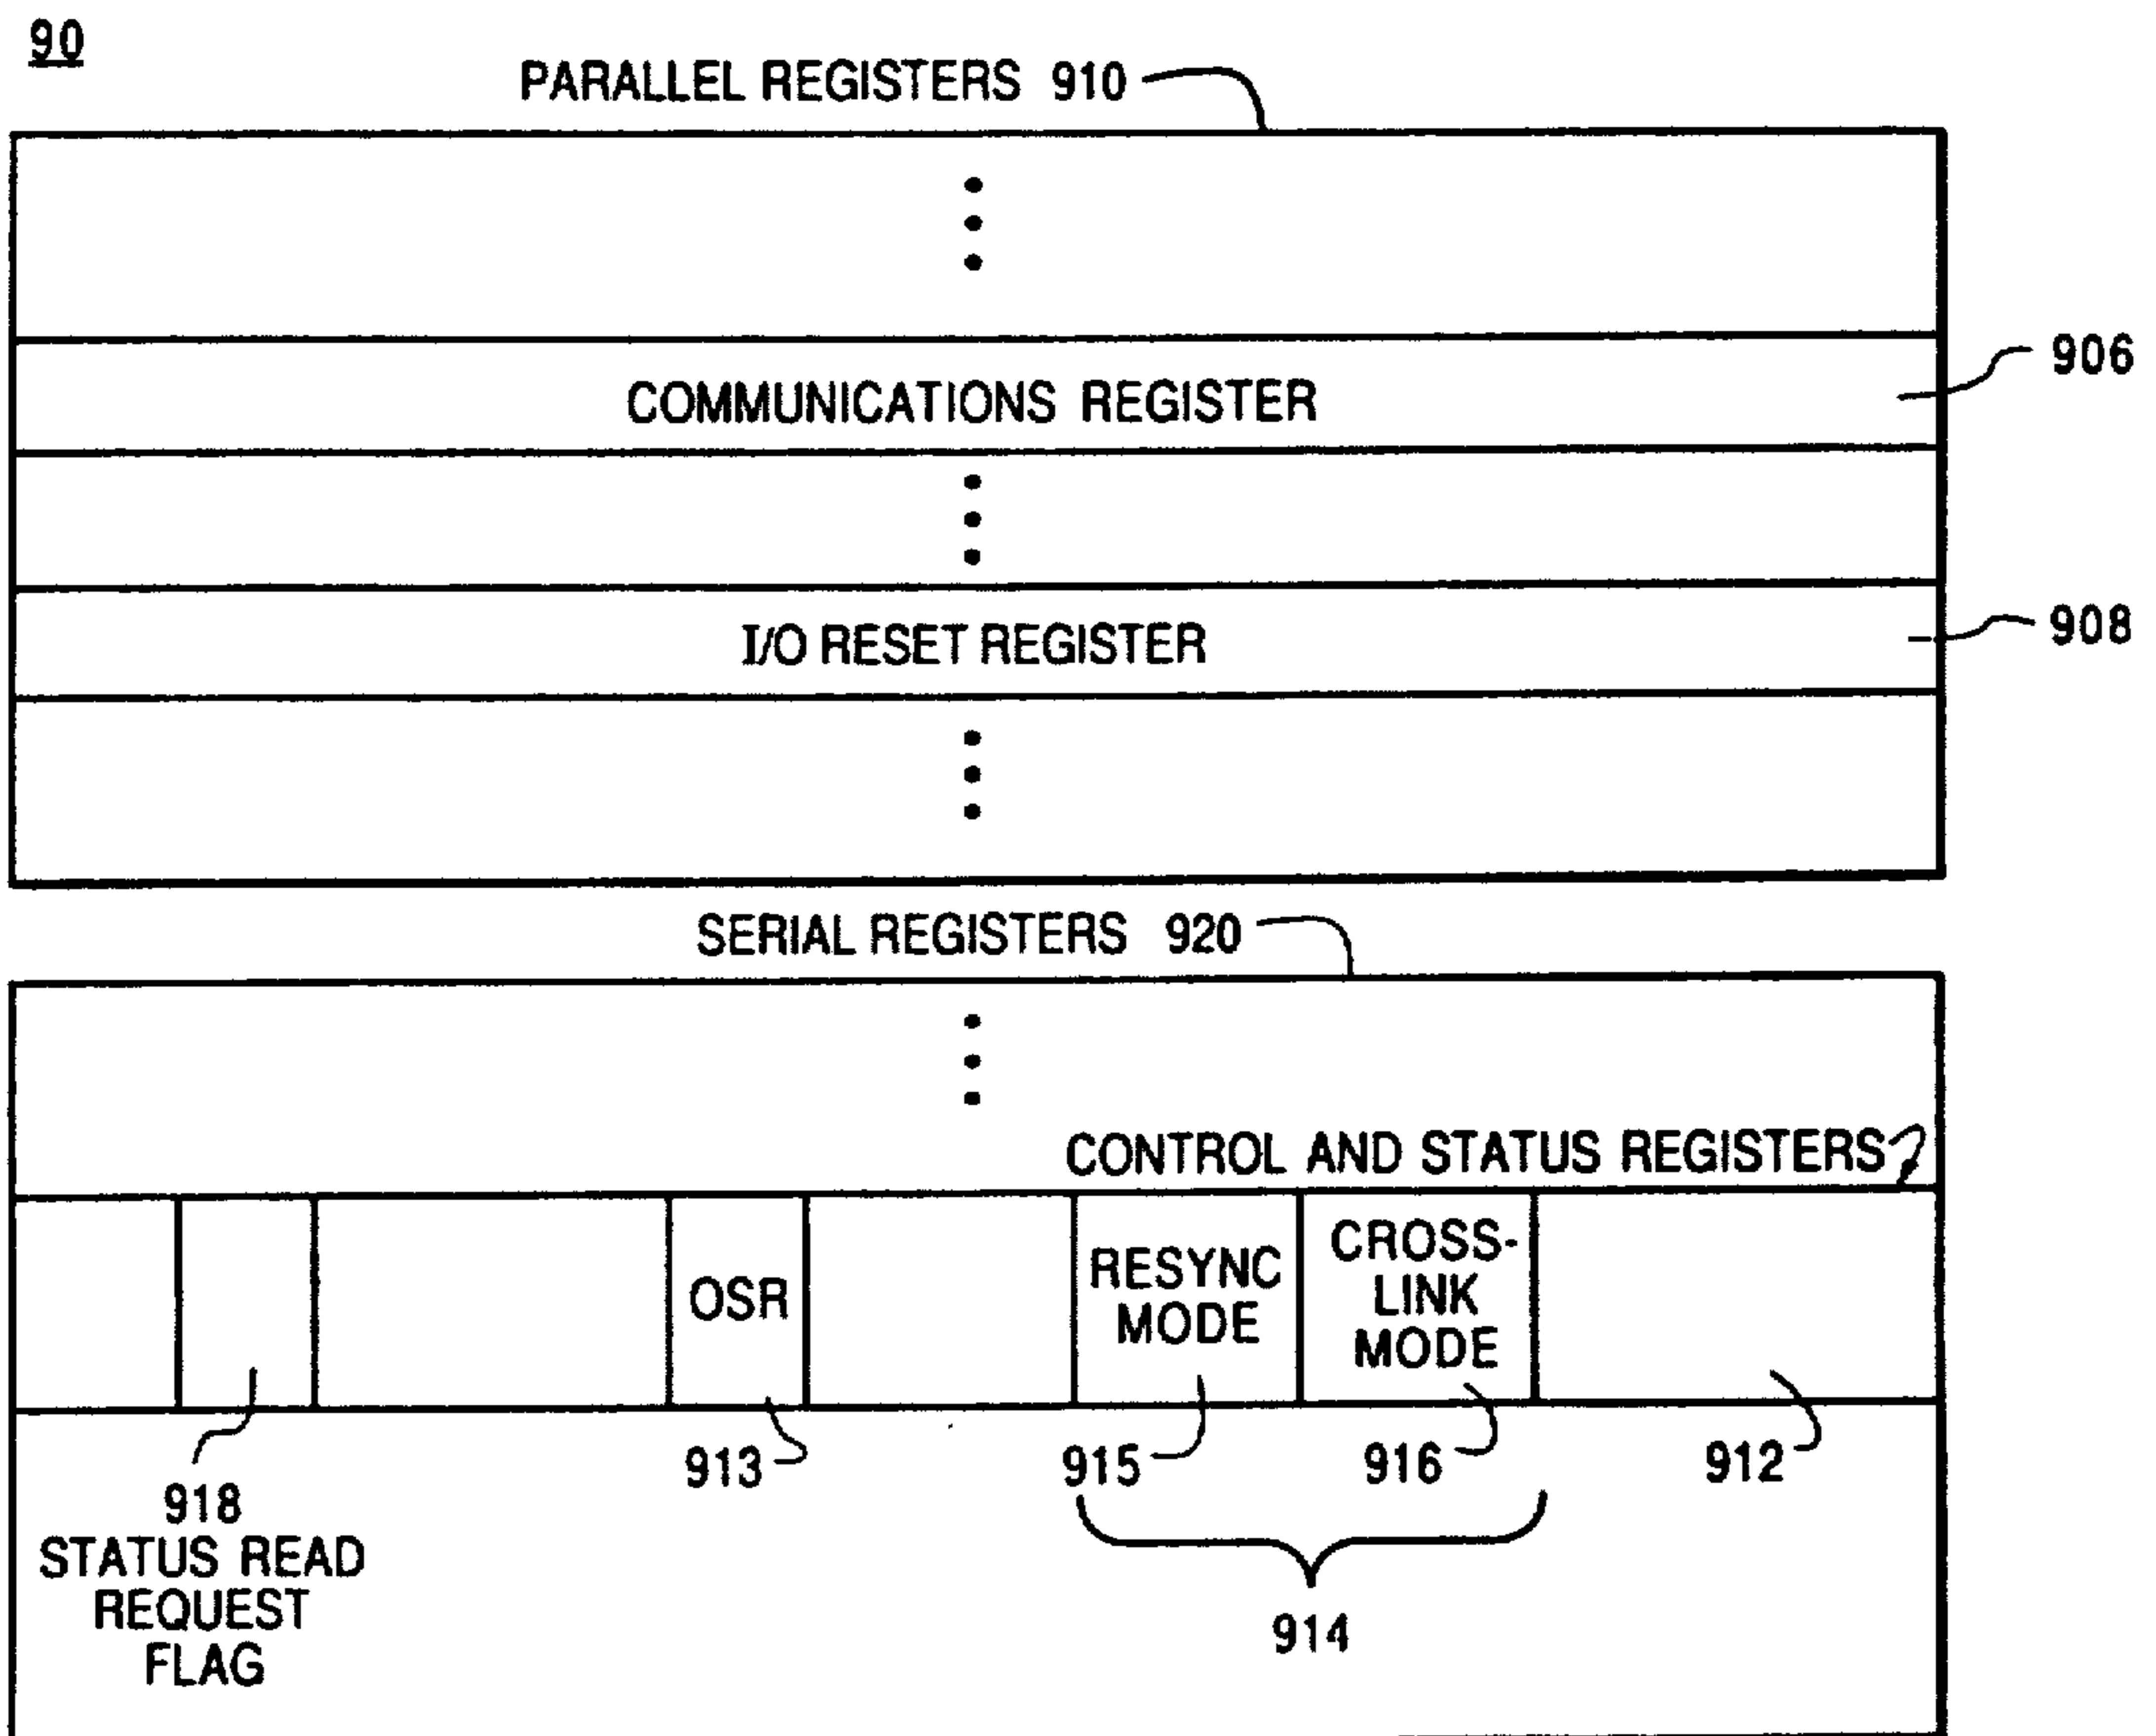 90
PARALLEL REGISTERS 910
COMMUNICATIONS REGISTER
906
I/O RESET REGISTER
908
SERIAL REGISTERS 920
CONTROL AND STATUS REGISTERS
OSR
RESYNC
MODE
CROSS-
LINK
MODE
918
STATUS READ
REQUEST
FLAG
913
915
916
912
914